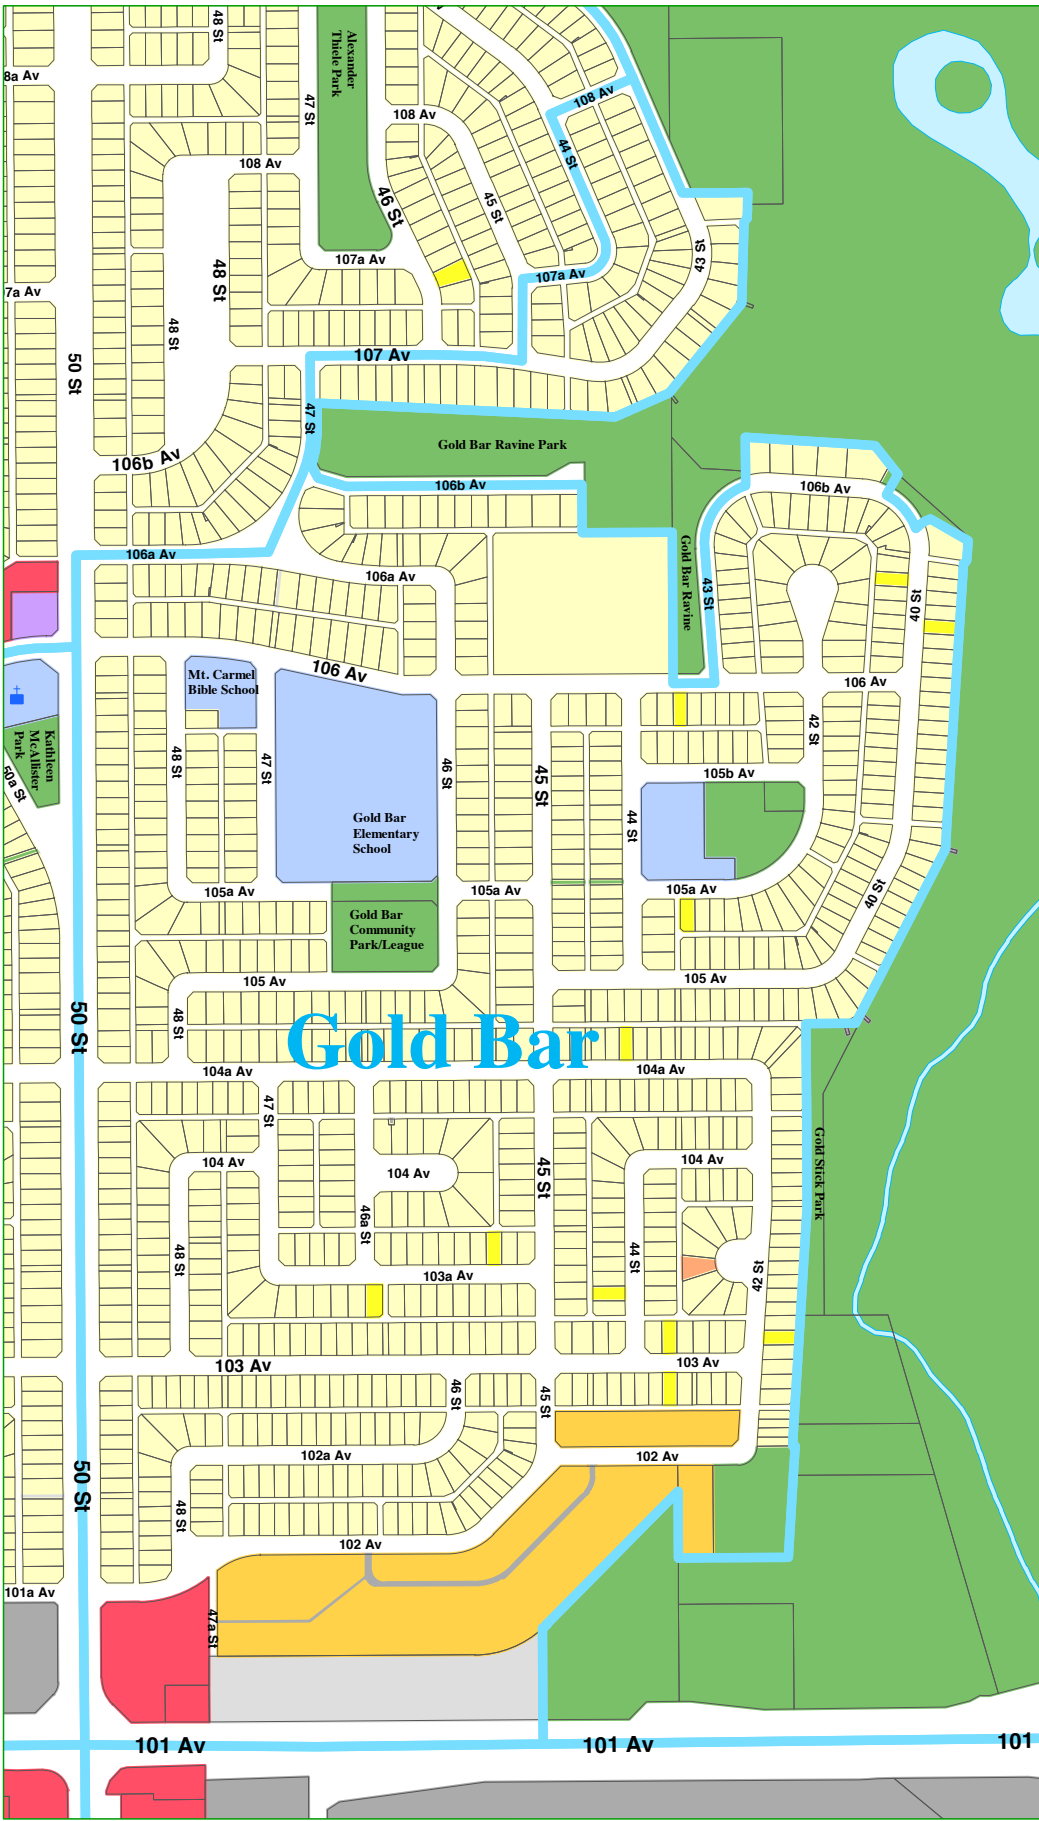 48 St
8a Av
Alexander
Thiele Park
47 St
108 Av
108 Av
44 St
108 Av
46 St
45 St
107a Av
48 St
107a Av
43 St
7a Av
48 St
50 St
107 Av
47 St
Gold Bar Ravine Park
106b Av
106b Av
106b Av
106a Av
106a Av
Gold Bar Ravine
43 St
40 St
106 Av
Mt. Carmel
Bible School
106 Av
Kathleen
McAllister
Park
50a St
48 St
47 St
46 St
45 St
42 St
105b Av
Gold Bar
Elementary
School
44 St
105a Av
105a Av
105a Av
40 St
Gold Bar
Community
Park/League
105 Av
105 Av
50 St
48 St
Gold Bar
104a Av
104a Av
47 St
104 Av
104 Av
104 Av
45 St
Gold Stick Park
46a St
48 St
44 St
42 St
103a Av
103 Av
103 Av
46 St
45 St
102a Av
102 Av
50 St
48 St
102 Av
101a Av
47a St
101 Av
101 Av
101